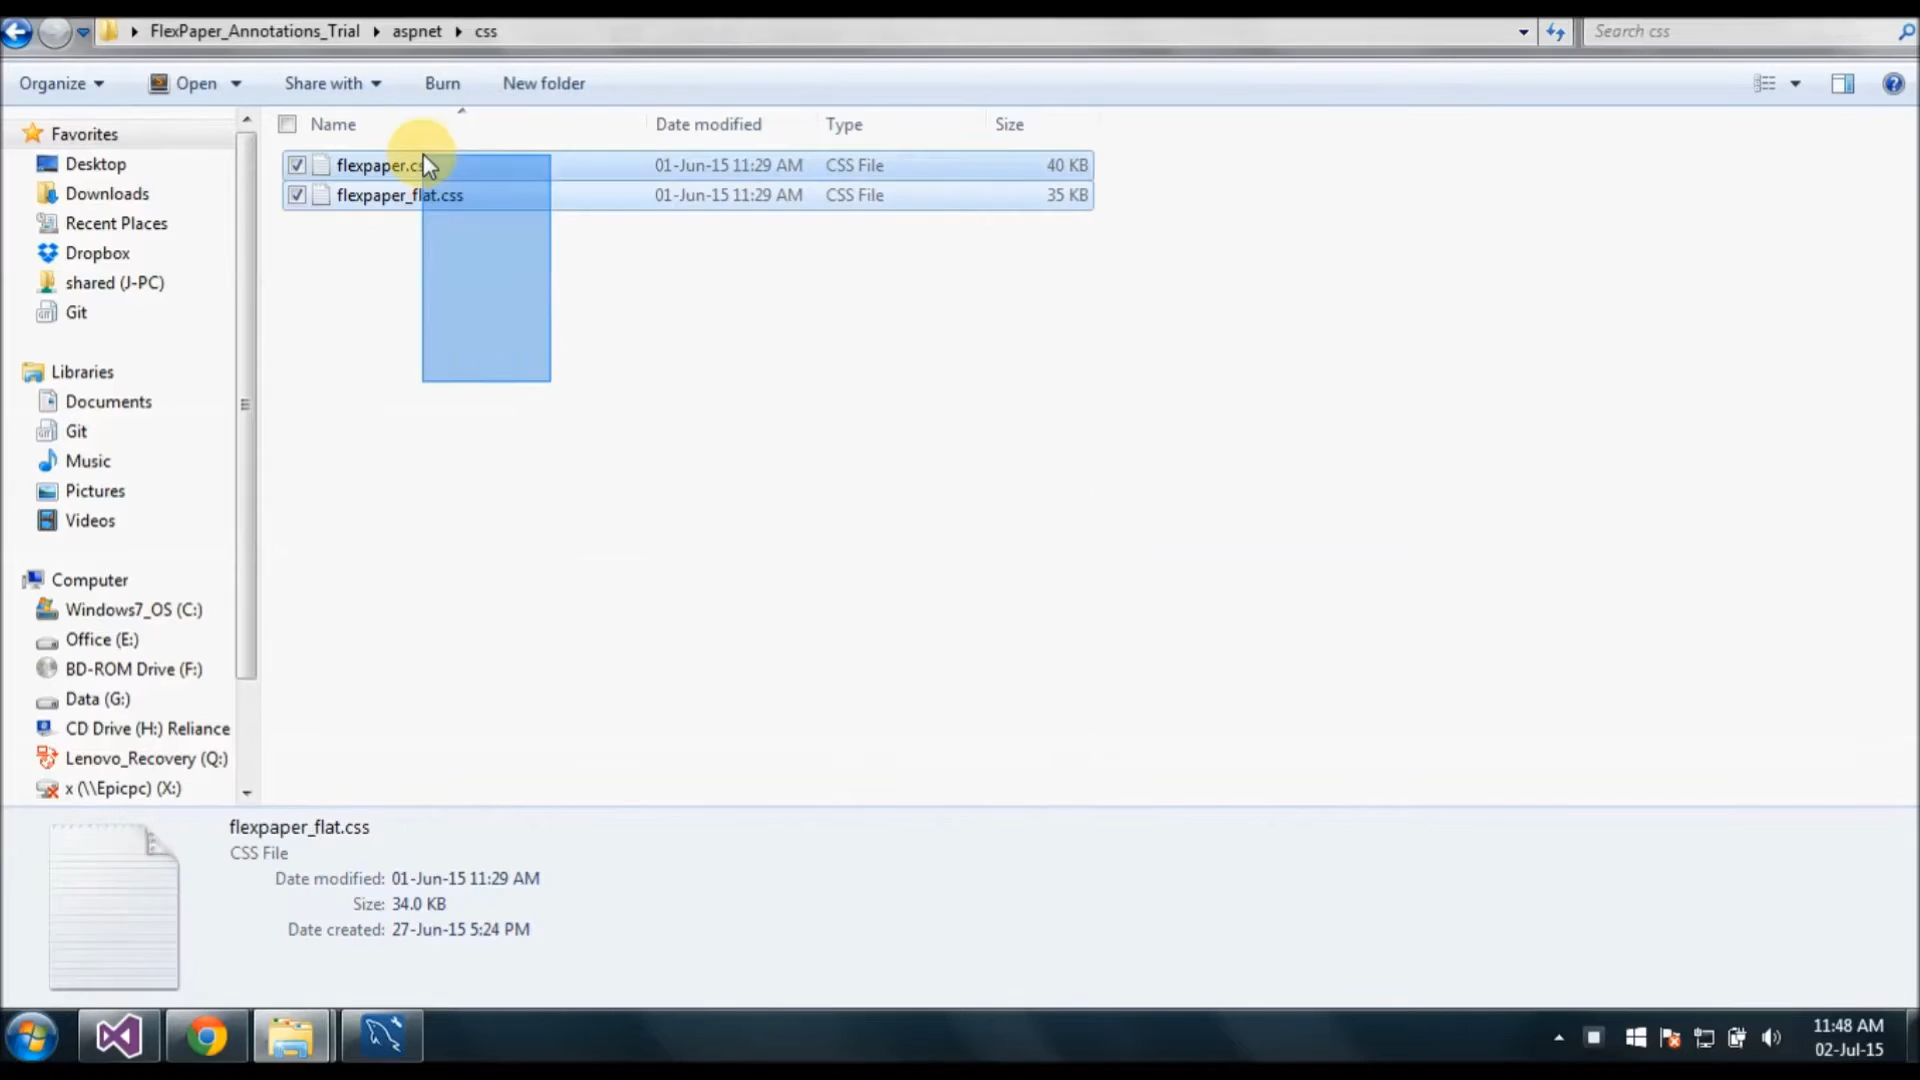 FlexPaper_Annotations_Trial aspnet css
Search css
Organize Open Share with Burn New folder
Name Date modified Type Size
flexpaper.cs 01-Jun-15 11:29 AM CSS File 40 KB
flexpaper_flat.css 01-Jun-15 11:29 AM CSS File 35 KB
Favorites
Desktop
Downloads
Recent Places
Dropbox
shared (J-PC)
Git
Libraries
Documents
Git
Music
Pictures
Videos
Computer
Windows7_OS (C:)
Office (E:)
BD-ROM Drive (F:)
Data (G:)
CD Drive (H:) Reliance
Lenovo_Recovery (Q:)
x (\\Epicpc) (X:)
flexpaper_flat.css
CSS File
Date modified: 01-Jun-15 11:29 AM
Size: 34.0 KB
Date created: 27-Jun-15 5:24 PM
11:48 AM
02-Jul-15